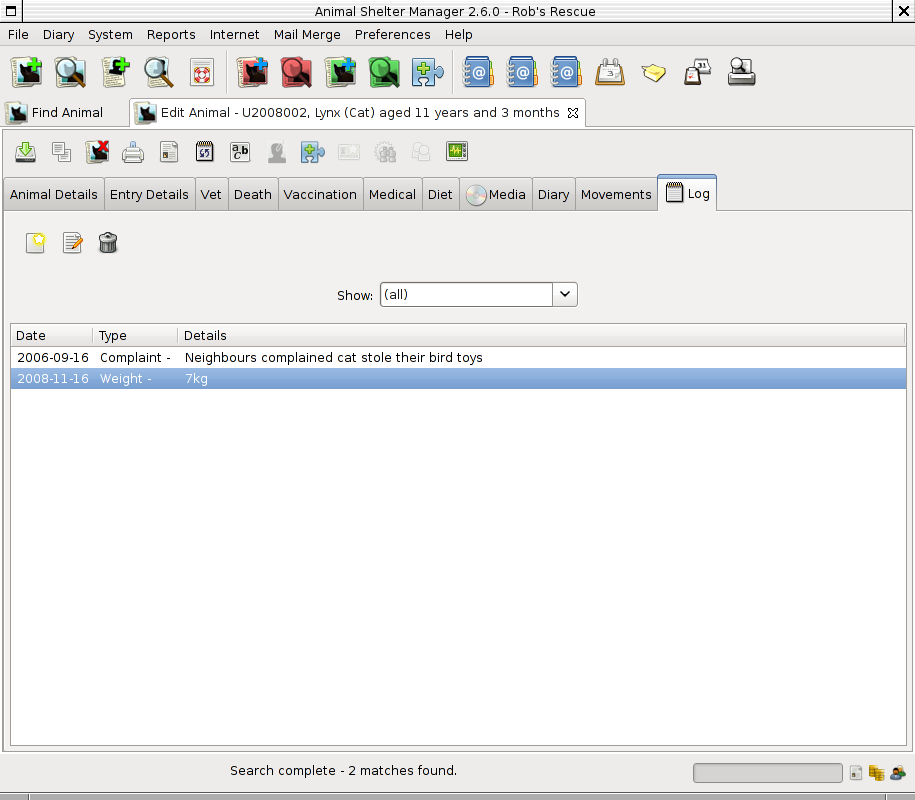 Animal Shelter Manager 2.6.0 - Rob's Rescue
File Diary System Reports Internet Mail Merge Preferences Help
Find Animal Edit Animal - U2008002, Lynx (Cat) aged 11 years and 3 months
Animal Details Entry Details Vet Death Vaccination Medical Diet Media Diary Movements Log
Show: (all)
Date Type Details
2006-09-16 Complaint - Neighbours complained cat stole their bird toys
2008-11-16 Weight - 7kg
Search complete - 2 matches found.